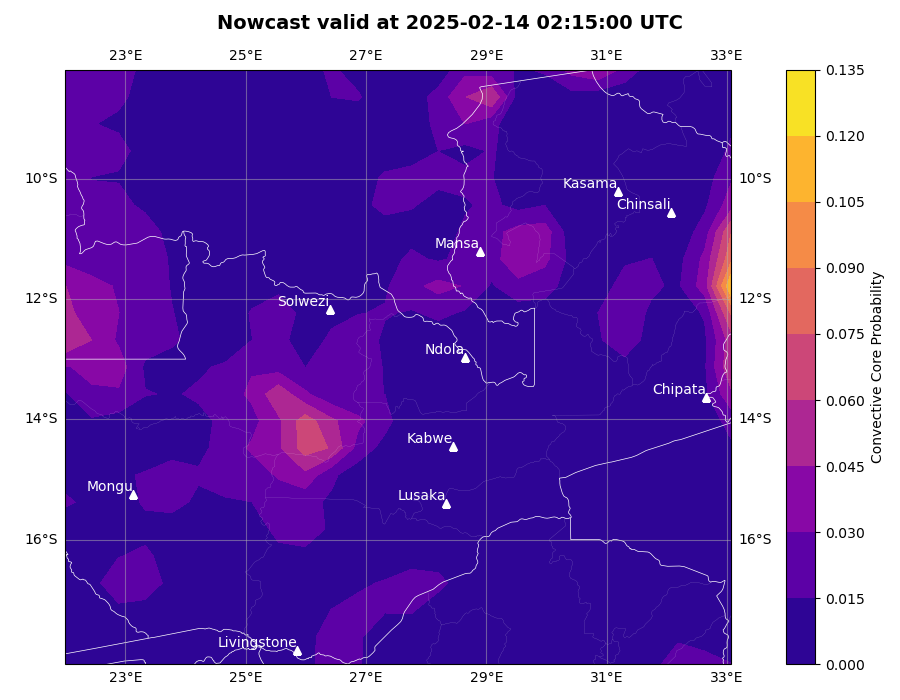 Nowcast valid at 2025-02-14 02:15:00 UTC
23°E 25°E 27°E 29°E 31°E 33°E
0.135
0.120
10°S Kasama 10°S
Chinsali
0.105
Mansa
0.090
12°S Solwezi 12°S
0.075
Ndola
0.060
Chipata
14°S 14°S
Kabwe
0.045
Mongu
Lusaka
0.030
16°S 16°S
0.015
Livingstone
0.000
23°E 25°E 27°E 29°E 31°E 33°E
Convective Core Probability